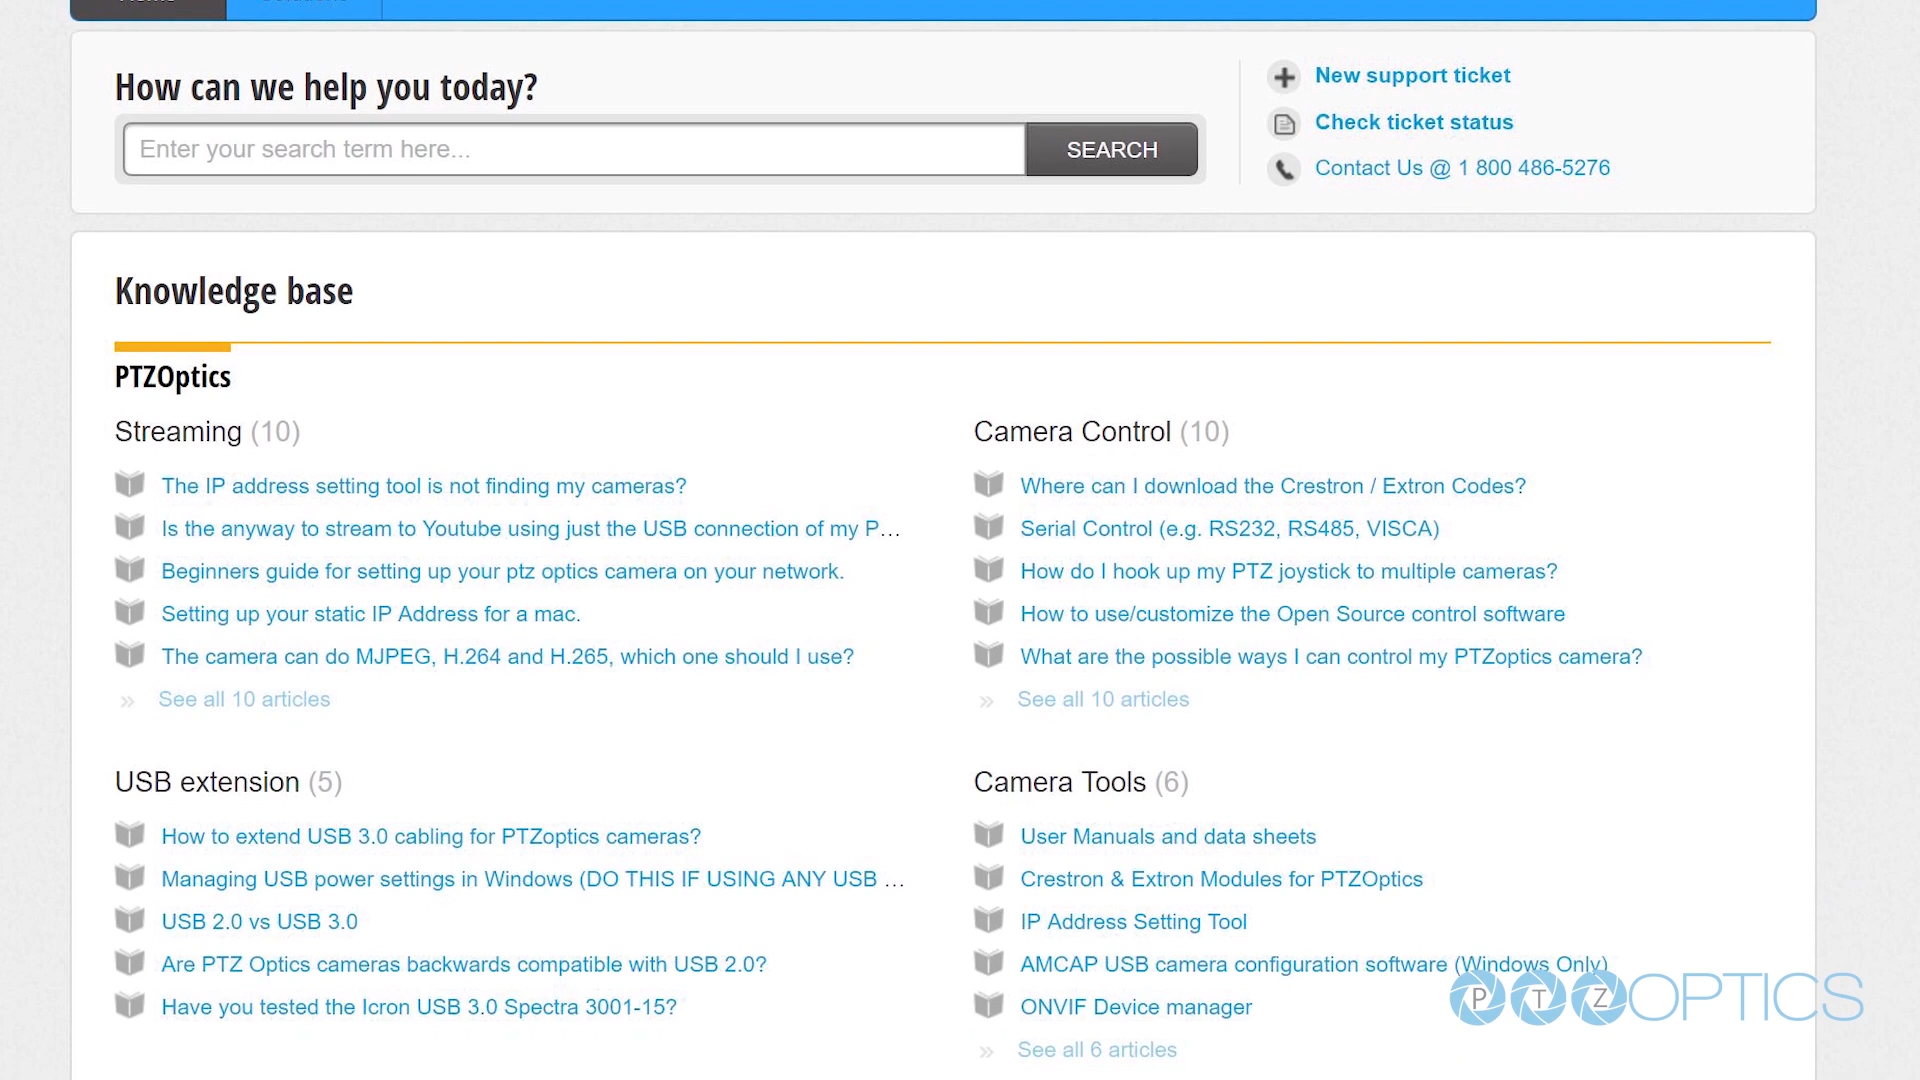 How can we help you today?
Enter your search term here...
SEARCH
New support ticket
Check ticket status
Contact Us @ 1 800 486-5276
Knowledge base
PTZOptics
Streaming (10)
The IP address setting tool is not finding my cameras?
Is the anyway to stream to Youtube using just the USB connection of my P...
Beginners guide for setting up your ptz optics camera on your network.
Setting up your static IP Address for a mac.
The camera can do MJPEG, H.264 and H.265, which one should I use?
» See all 10 articles
Camera Control (10)
Where can I download the Crestron / Extron Codes?
Serial Control (e.g. RS232, RS485, VISCA)
How do I hook up my PTZ joystick to multiple cameras?
How to use/customize the Open Source control software
What are the possible ways I can control my PTZoptics camera?
» See all 10 articles
USB extension (5)
How to extend USB 3.0 cabling for PTZoptics cameras?
Managing USB power settings in Windows (DO THIS IF USING ANY USB ...
USB 2.0 vs USB 3.0
Are PTZ Optics cameras backwards compatible with USB 2.0?
Have you tested the Icron USB 3.0 Spectra 3001-15?
Camera Tools (6)
User Manuals and data sheets
Crestron & Extron Modules for PTZOptics
IP Address Setting Tool
AMCAP USB camera configuration software (Windows Only)
ONVIF Device manager
» See all 6 articles
PTZOPTICS